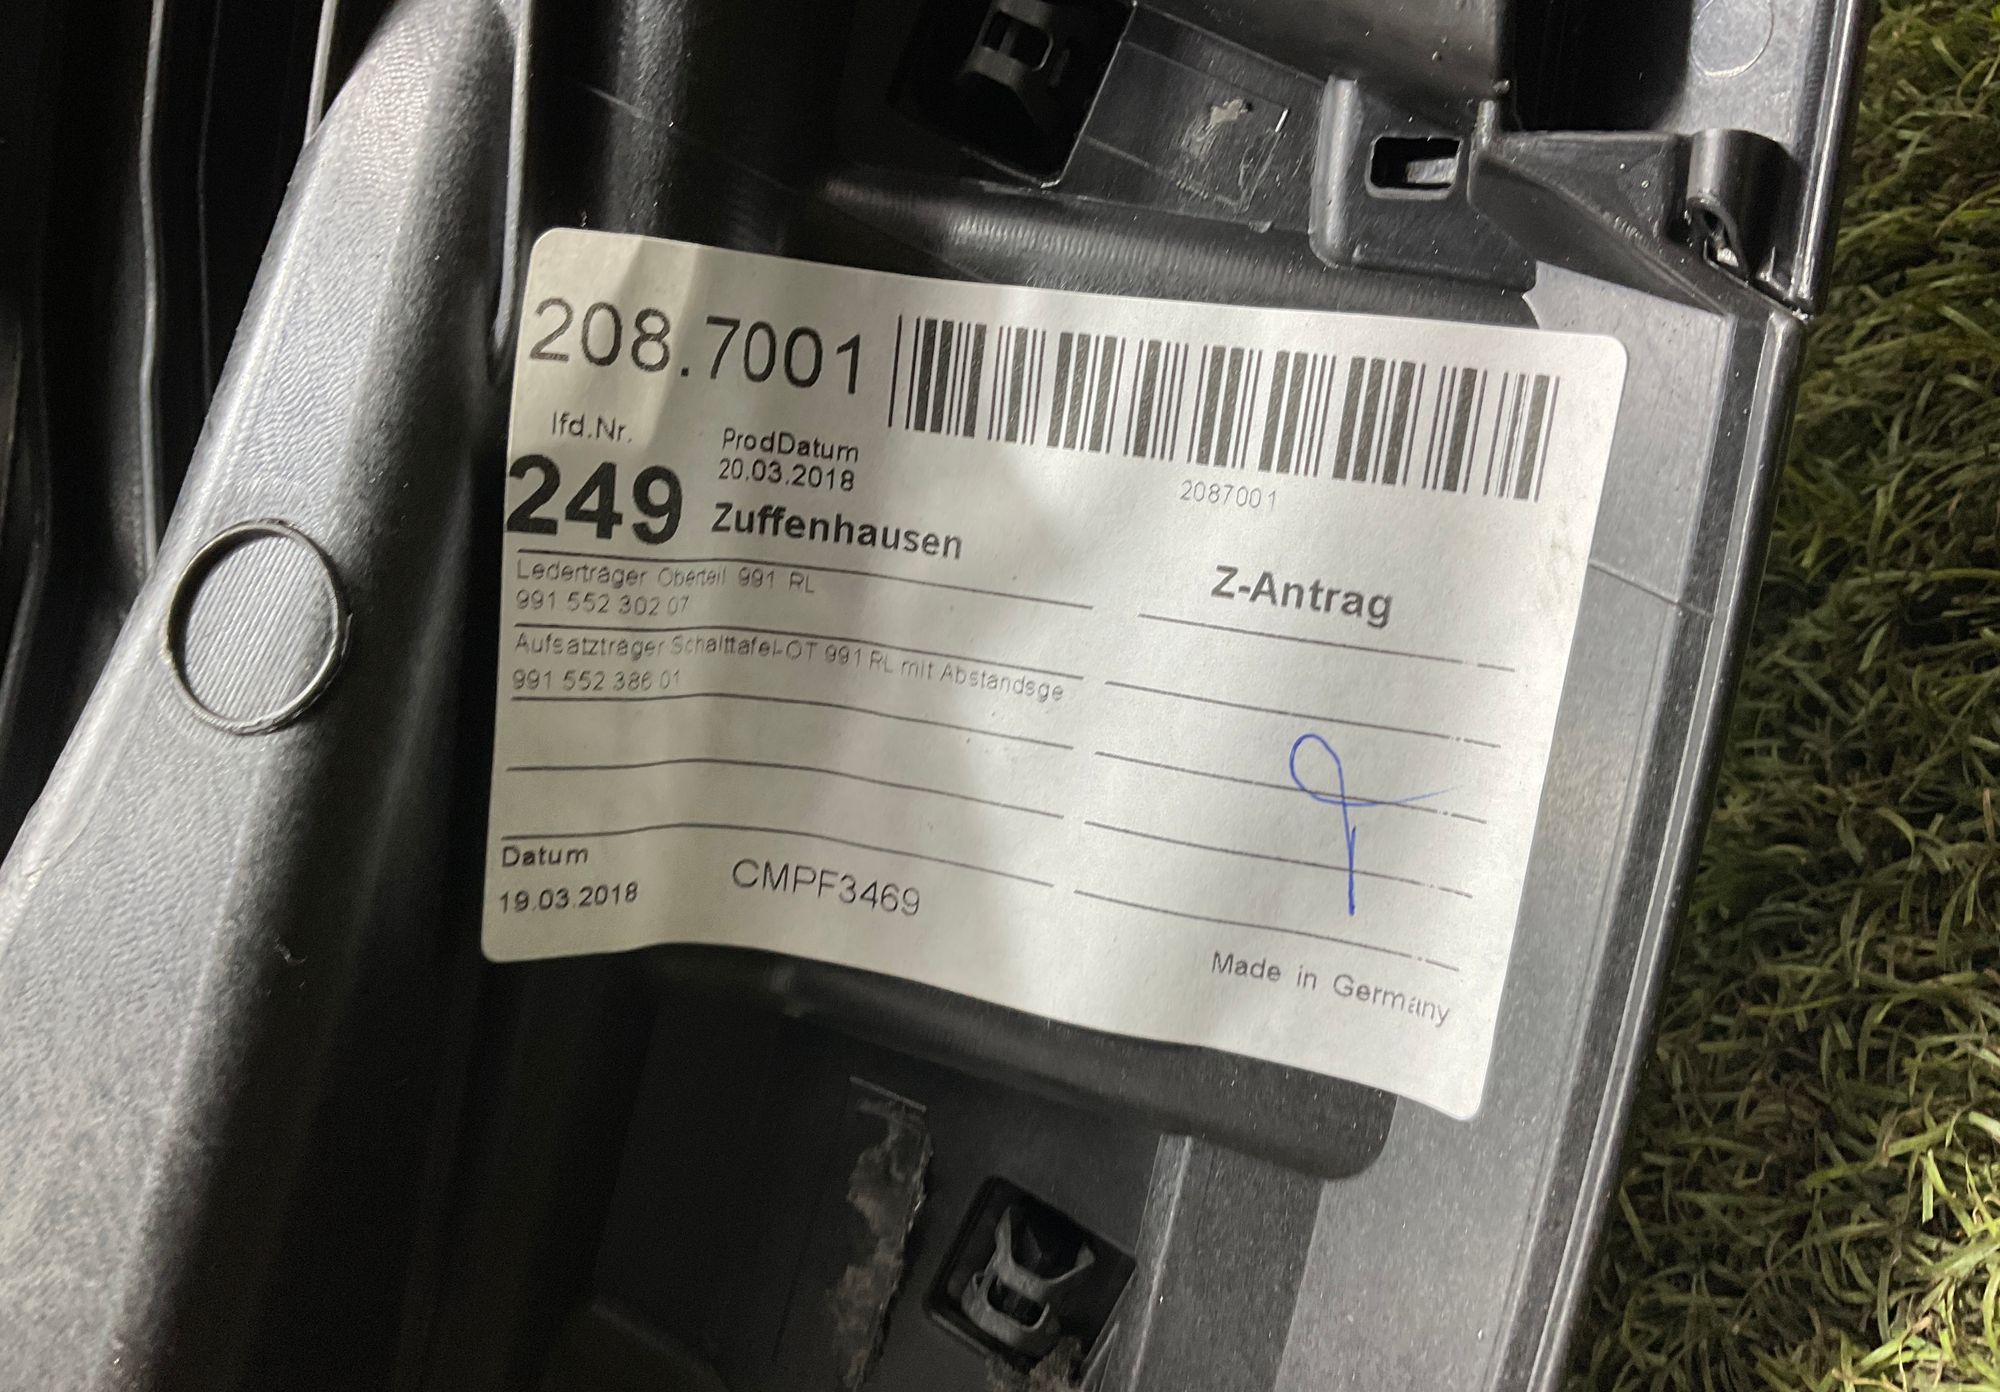 208.7001
2087001
lfd.Nr.
249
ProdDatum
20.03.2018
Zuffenhausen
Z-Antrag
Lederträger Oberteil 991 RL
991 552 302 07
Aufsatzträger Schalttafel-OT 991 RL mit Abstandsge
991 552 386 01
Datum
19.03.2018
CMPF3469
Made in Germany